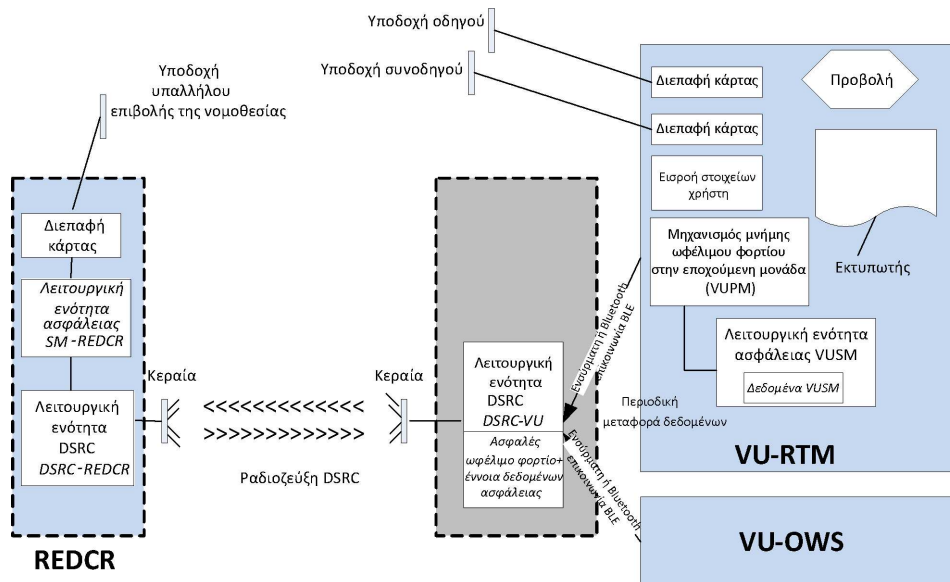 Υποδοχή οδηγού
Υποδοχή συνοδηγού
Υποδοχή
υπαλλήλου
επιβολής της νομοθεσίας
Διεπαφή
κάρτας
Λειτουργική
ενότητα
ασφάλειας
SM-REDCR
Λειτουργική
ενότητα
DSRC
DSRC-REDCR
REDCR
Κεραία
<<<<<<<<<<<<<
>>>>>>>>>>>>>
Ραδιοζεύξη DSRC
Κεραία
Λειτουργική
ενότητα
DSRC
DSRC-VU
Ασφαλές
ωφέλιμο φορτίο+
έννοια δεδομένων
ασφάλειας
Ενσύρματη ή Bluetooth
επικοινωνία BLE
Ενσύρματη ή Bluetooth
επικοινωνία BLE
Περιοδική
μεταφορά δεδομένων
Διεπαφή κάρτας
Διεπαφή κάρτας
Εισροή στοιχείων
χρήστη
Προβολή
Εκτυπωτής
Μηχανισμός μνήμης
ωφέλιμου φορτίου
στην εποχούμενη μονάδα
(VUPM)
Λειτουργική ενότητα
ασφάλειας VUSM
Δεδομένα VUSM
VU-RTM
VU-OWS